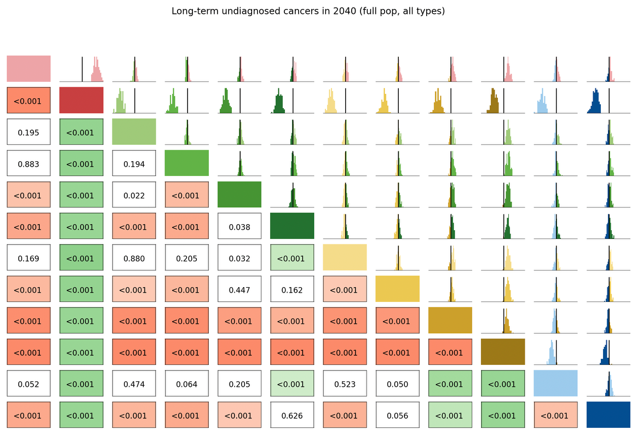 Long-term undiagnosed cancers in 2040 (full pop, all types)
<0.001
0.195 <0.001
0.883 <0.001 0.194
<0.001 <0.001 0.022 <0.001
<0.001 <0.001 <0.001 <0.001 0.038
0.169 <0.001 0.880 0.205 0.032 <0.001
<0.001 <0.001 <0.001 <0.001 0.447 0.162 <0.001
<0.001 <0.001 <0.001 <0.001 <0.001 <0.001 <0.001 <0.001
<0.001 <0.001 <0.001 <0.001 <0.001 <0.001 <0.001 <0.001 <0.001
0.052 <0.001 0.474 0.064 0.205 <0.001 0.523 0.050 <0.001 <0.001
<0.001 <0.001 <0.001 <0.001 <0.001 0.626 <0.001 0.056 <0.001 <0.001 <0.001